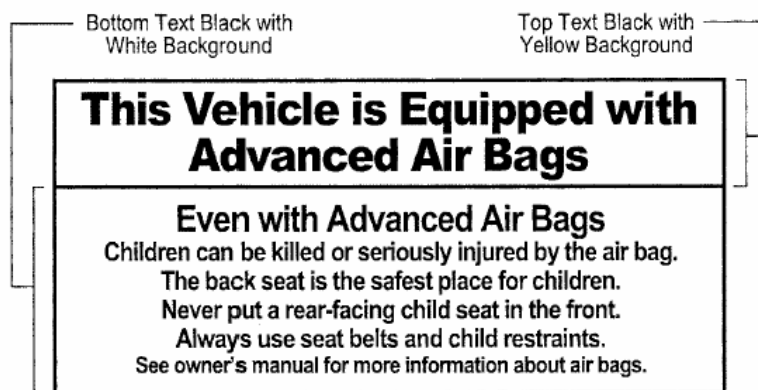 Bottom Text Black with
White Background
Top Text Black with
Yellow Background
This Vehicle is Equipped with
Advanced Air Bags
Even with Advanced Air Bags
Children can be killed or seriously injured by the air bag.
The back seat is the safest place for children.
Never put a rear-facing child seat in the front.
Always use seat belts and child restraints.
See owner's manual for more information about air bags.